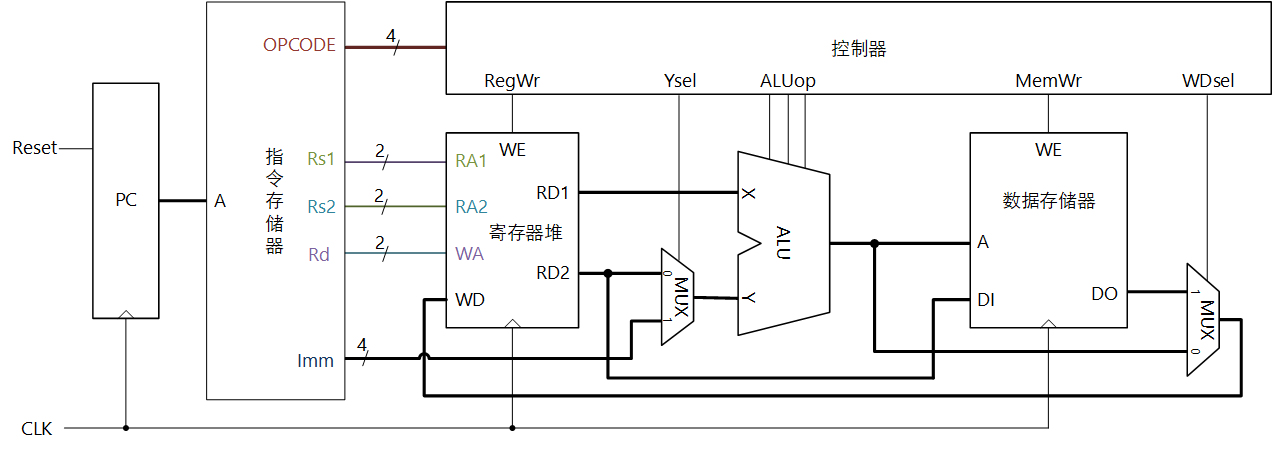 OPCODE
4
控制器
RegWr
Ysel
ALUop
MemWr
WDsel
Reset
PC
A
指令存储器
Rs1
2
RA1
WE
RD1
Rs2
2
RA2
寄存器堆
Rd
2
WA
RD2
WD
Imm
4
0
MUX
1
X
ALU
Y
WE
数据存储器
A
DI
DO
1
MUX
0
CLK